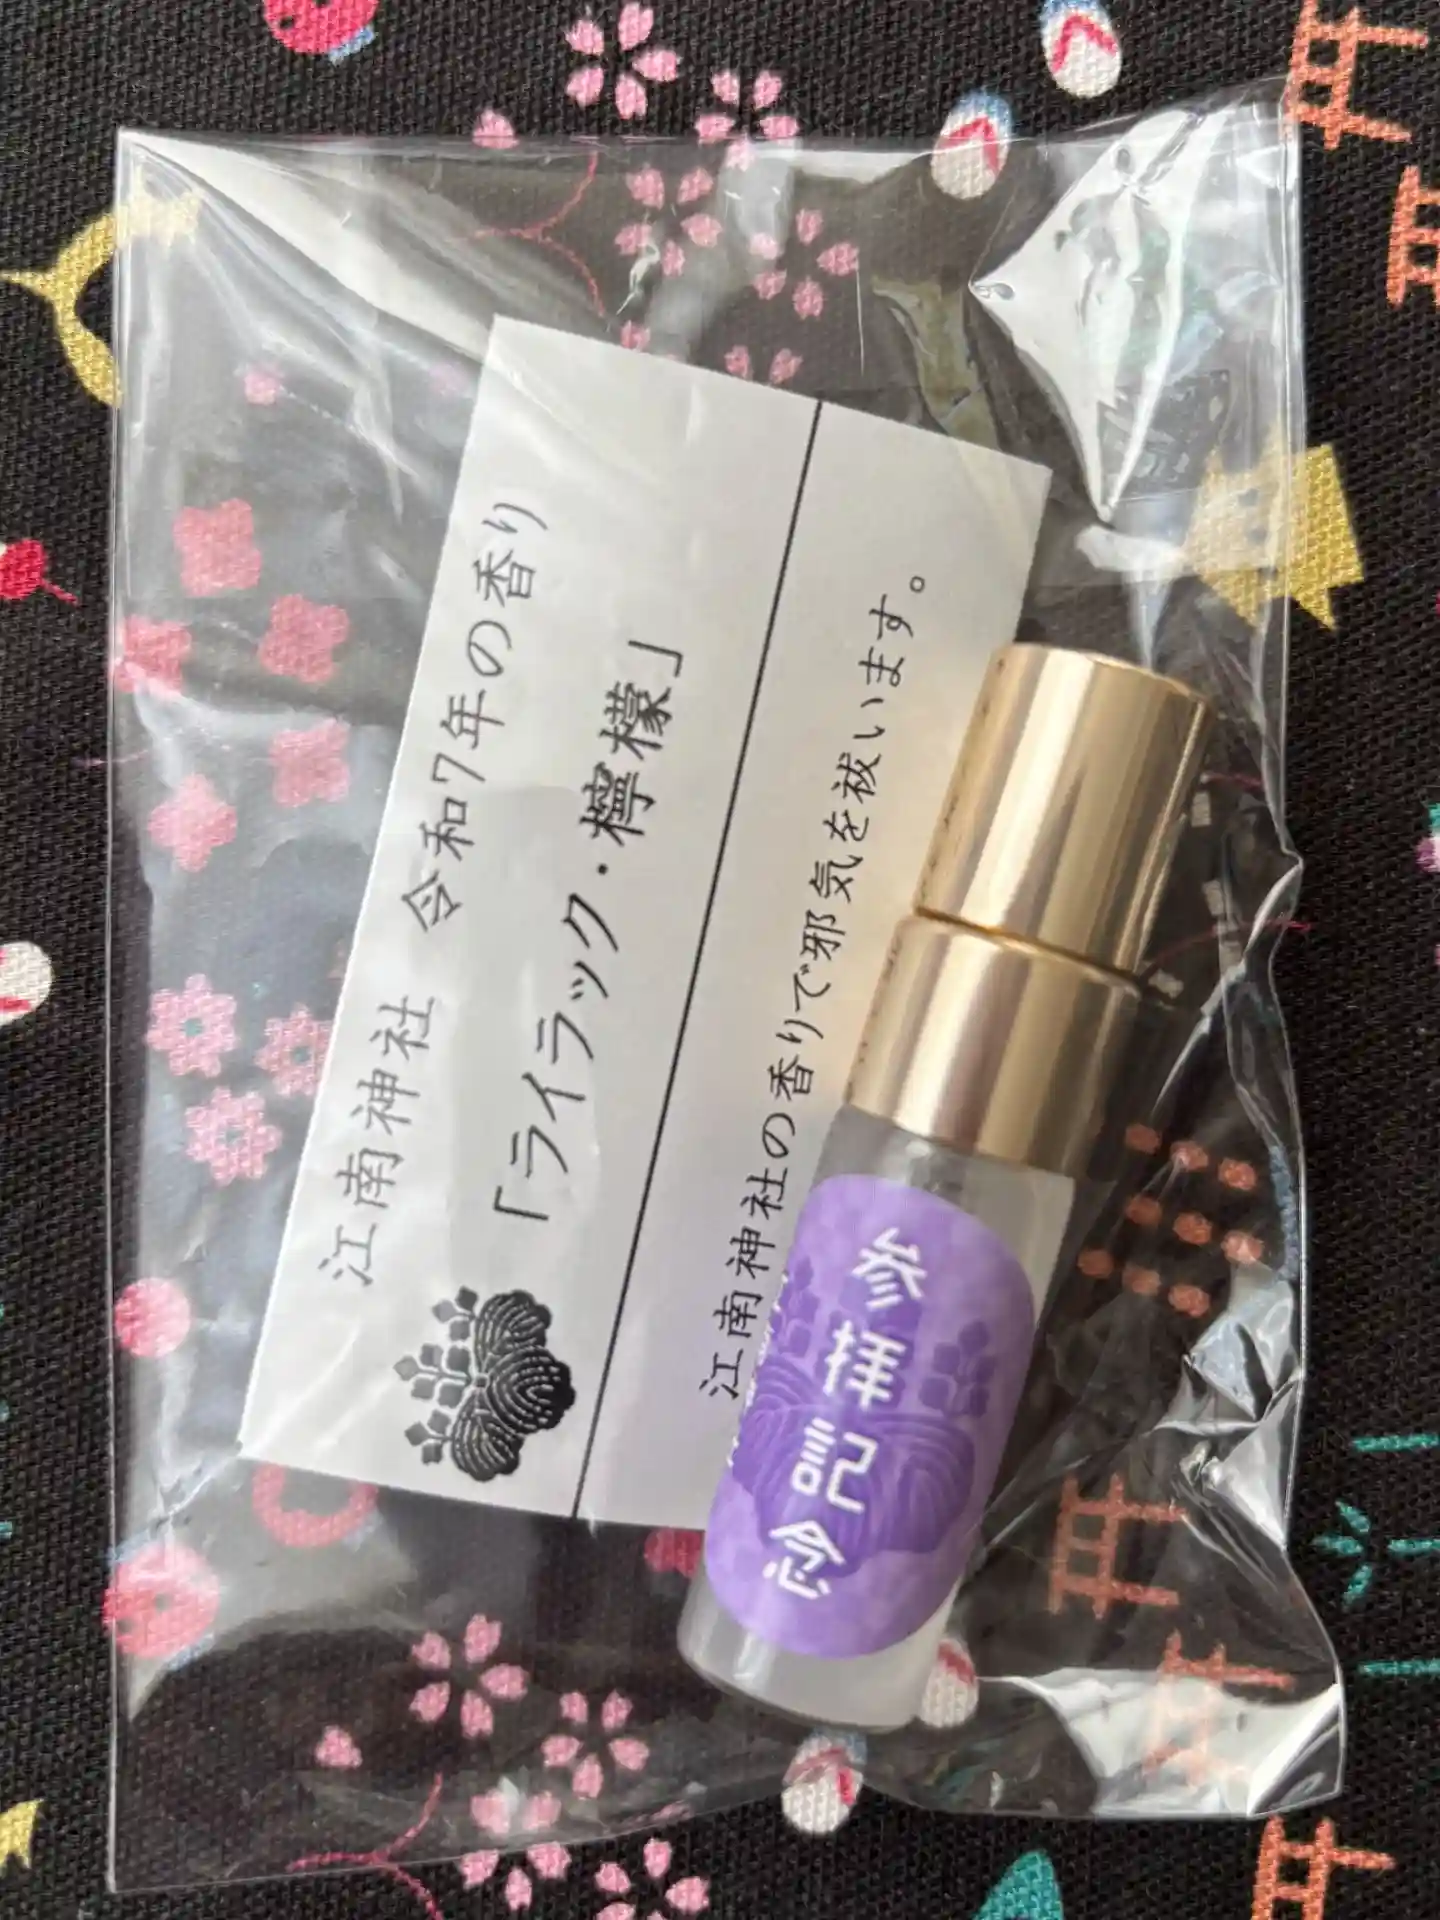 江南神社 令和7年の香り
「ライラック・檸檬」
江南神社の香りで邪気を祓います。
参拝記念